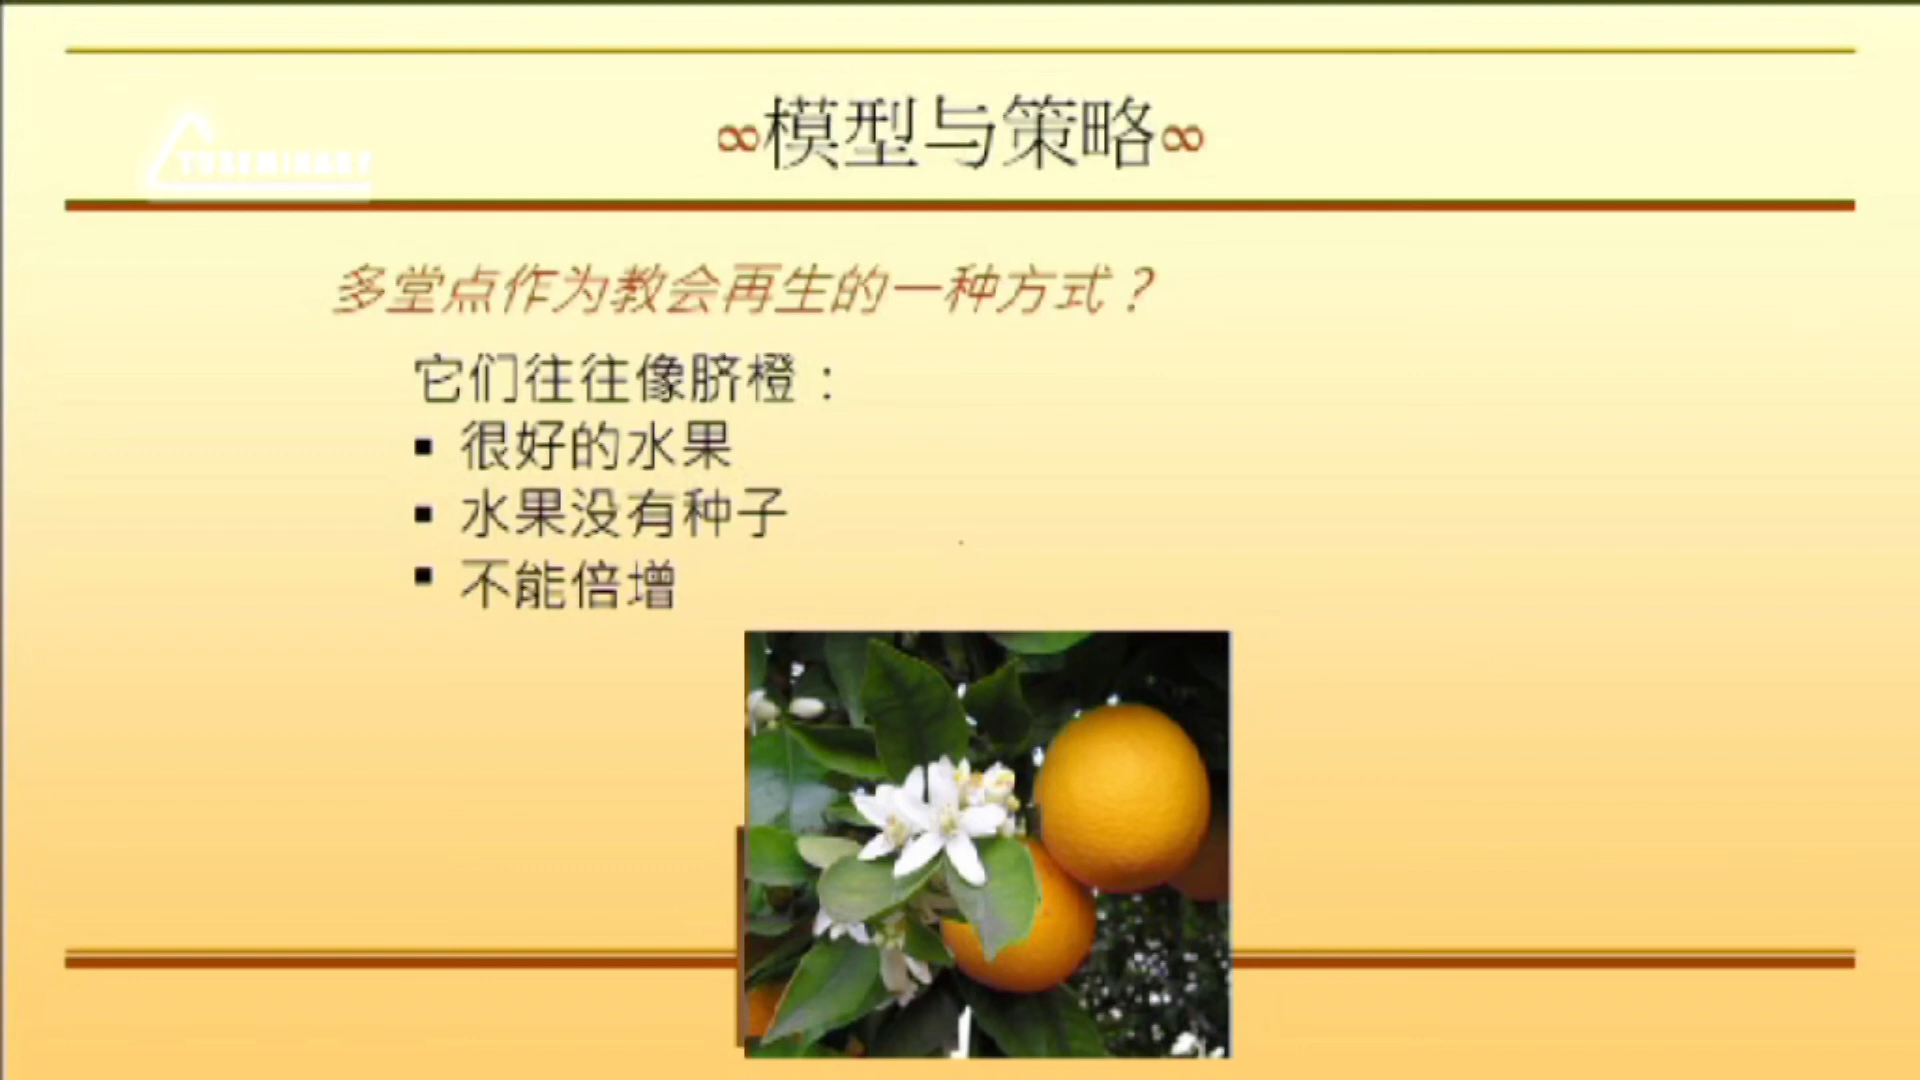 ∞模型与策略∞
TUSEMINARY
多堂点作为教会再生的一种方式？
它们往往像脐橙：
▪ 很好的水果
▪ 水果没有种子
▪ 不能倍增